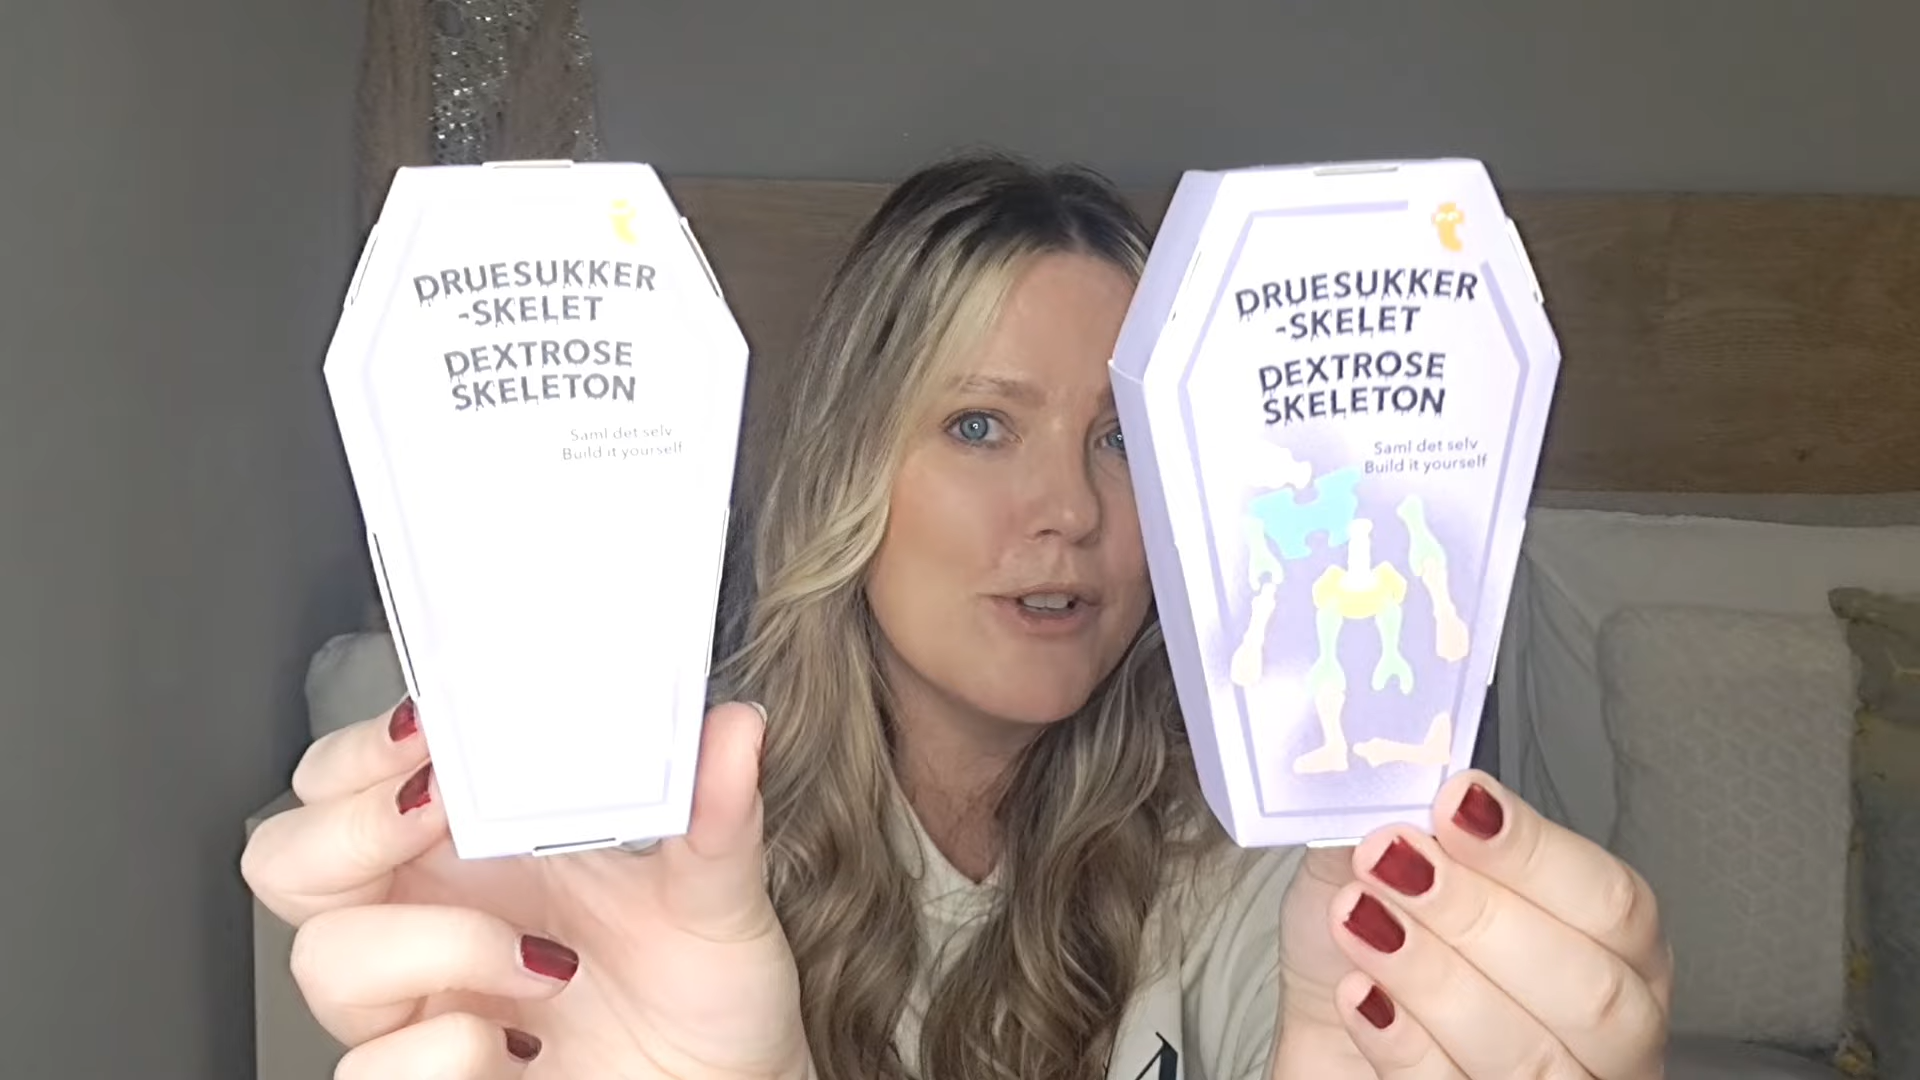 DRUESUKKER
-SKELET
DEXTROSE
SKELETON
Saml det selv
Build it yourself
DRUESUKKER
-SKELET
DEXTROSE
SKELETON
Saml det selv
Build it yourself